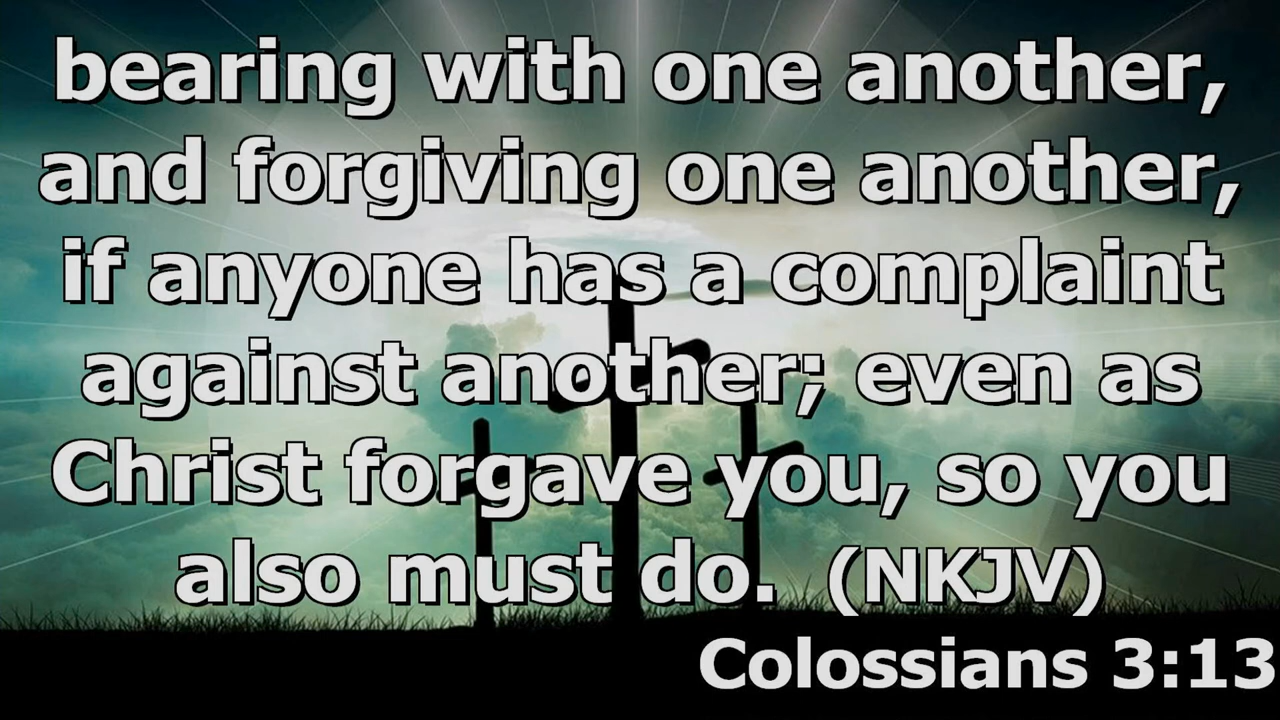 bearing with one another,
and forgiving one another,
if anyone has a complaint
against another; even as
Christ forgave you, so you
also must do. (NKJV)
Colossians 3:13